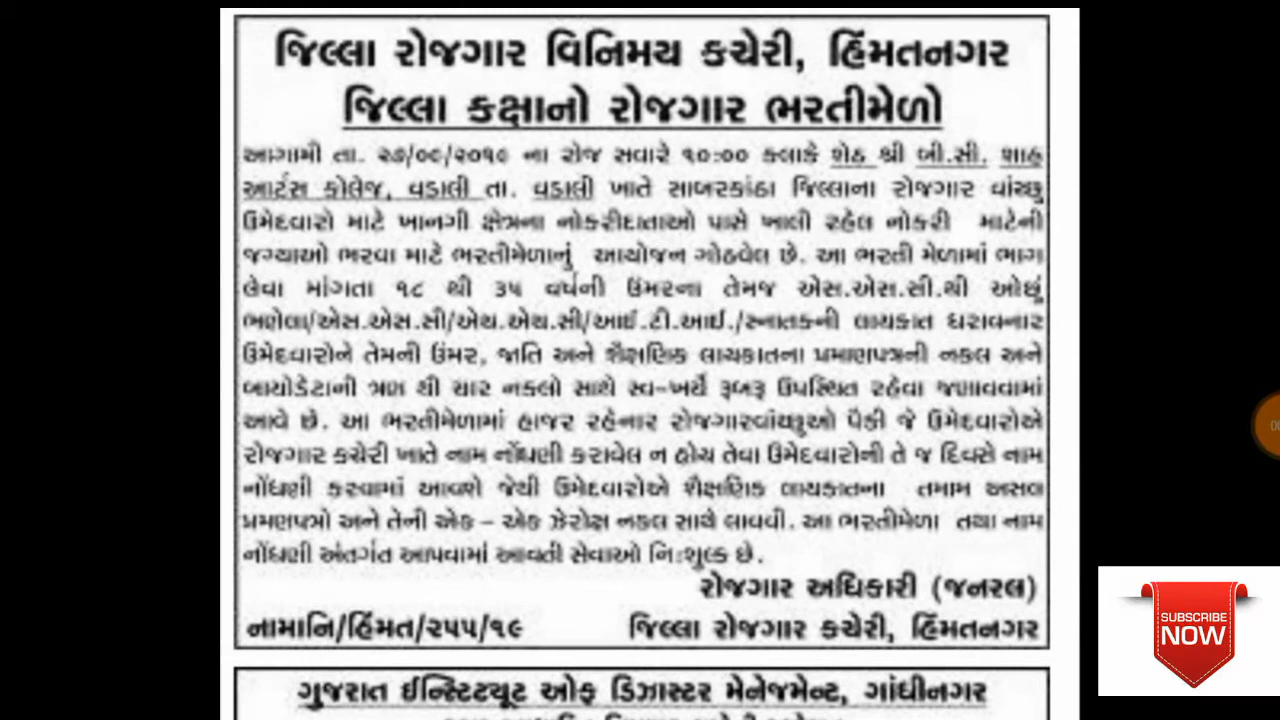 જિલ્લા રોજગાર વિનિમય કચેરી, હિંમતનગર
જિલ્લા કક્ષાનો રોજગાર ભરતીમેળો
આગામી તા. ૨૭/૦૯/૨૦૧૯ ના રોજ સવારે ૧૦:૦૦ કલાકે શેઠ શ્રી બી.સી. શાહ
આર્ટસ કોલેજ, વડાલી તા. વડાલી ખાતે સાબરકાંઠા જિલ્લાના રોજગાર વાંચ્છુ
ઉમેદવારો માટે ખાનગી ક્ષેત્રના નોકરીદાતાઓ પાસે ખાલી રહેલ નોકરી માટેની
જગ્યાઓ ભરવા માટે ભરતીમેળાનું આયોજન ગોઠવેલ છે. આ ભરતી મેળામાં ભાગ
લેવા માંગતા ૧૮ થી ૩૫ વર્ષની ઉંમરના તેમજ એસ.એસ.સી.થી ઓછું
ભણેલા/એસ.એસ.સી/એચ.એચ.સી/આઈ.ટી.આઈ./સ્નાતકની લાયકાત ધરાવનાર
ઉમેદવારોને તેમની ઉંમર, જાતિ અને શૈક્ષણિક લાયકાતના પ્રમાણપત્રની નકલ અને
બાયોડેટાની ત્રણ થી ચાર નકલો સાથે સ્વ-ખર્ચે રૂબરૂ ઉપસ્થિત રહેવા જણાવવામાં
આવે છે. આ ભરતીમેળામાં હાજર રહેનાર રોજગારવાંચ્છુઓ પૈકી જે ઉમેદવારોએ
રોજગાર કચેરી ખાતે નામ નોંધણી કરાવેલ ન હોય તેવા ઉમેદવારોની તે જ દિવસે નામ
નોંધણી કરવામાં આવશે જેથી ઉમેદવારોએ શૈક્ષણિક લાયકાતના તમામ અસલ
પ્રમણપત્રો અને તેની એક - એક ઝેરોક્ષ નકલ સાથે લાવવી. આ ભરતીમેળા તથા નામ
નોંધણી અંતર્ગત આપવામાં આવતી સેવાઓ નિ:શુલ્ક છે.
રોજગાર અધિકારી (જનરલ)
નામાનિ/હિંમત/૨૫૫/૧૯ જિલ્લા રોજગાર કચેરી, હિંમતનગર
ગુજરાત ઈન્સ્ટિટયૂટ ઓફ ડિઝાસ્ટર મેનેજમેન્ટ, ગાંધીનગર
SUBSCRIBE
NOW